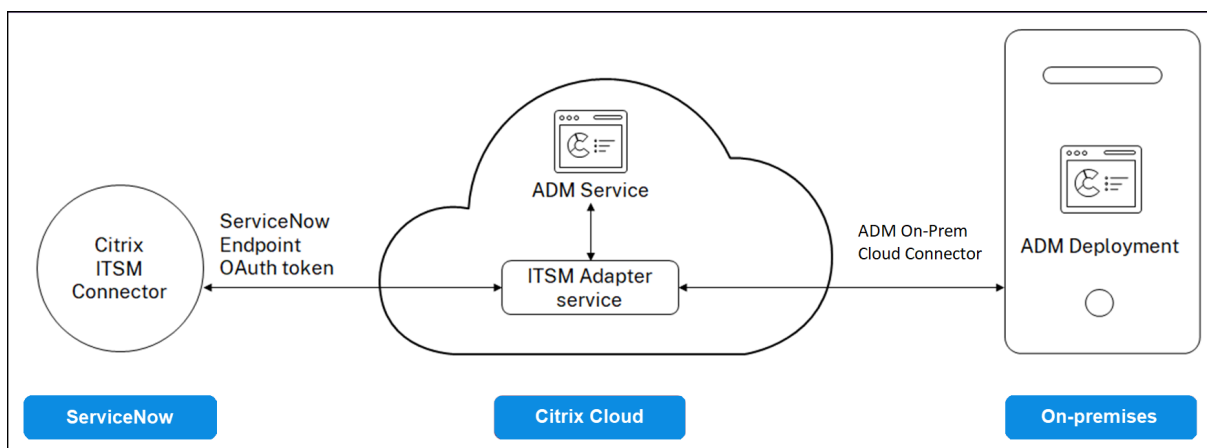 Citrix
ITSM
Connector
ServiceNow
Endpoint
OAuth token
ADM Service
ITSM Adapter
service
ADM On-Prem
Cloud Connector
ADM Deployment
ServiceNow
Citrix Cloud
On-premises